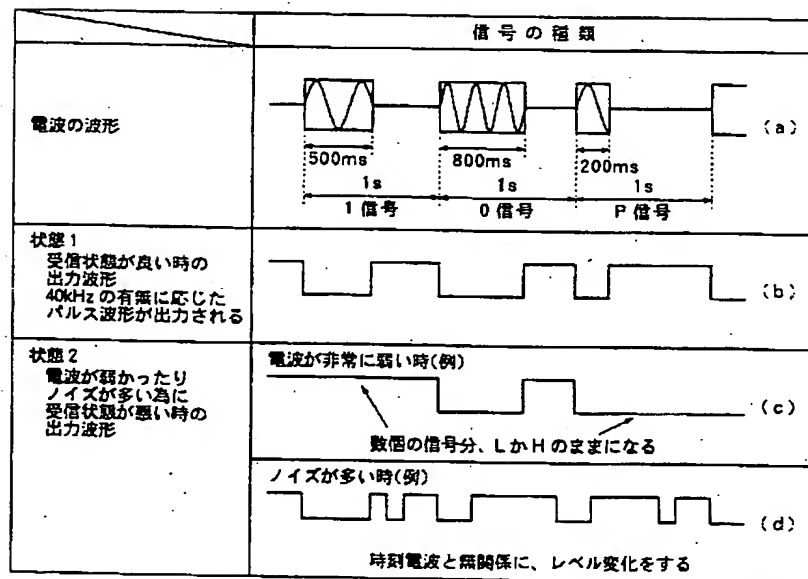 信号の種類
電波の波形
500ms
800ms
200ms
1s
1s
1s
1信号
0信号
P信号
(a)
状態1
受信状態が良い時の
出力波形
40kHzの有無に応じた
パルス波形が出力される
(b)
状態2
電波が弱かったり
ノイズが多い為に
受信状態が悪い時の
出力波形
電波が非常に弱い時(例)
(c)
数個の信号分、LかHのままになる
ノイズが多い時(例)
(d)
時刻電波と無関係に、レベル変化をする